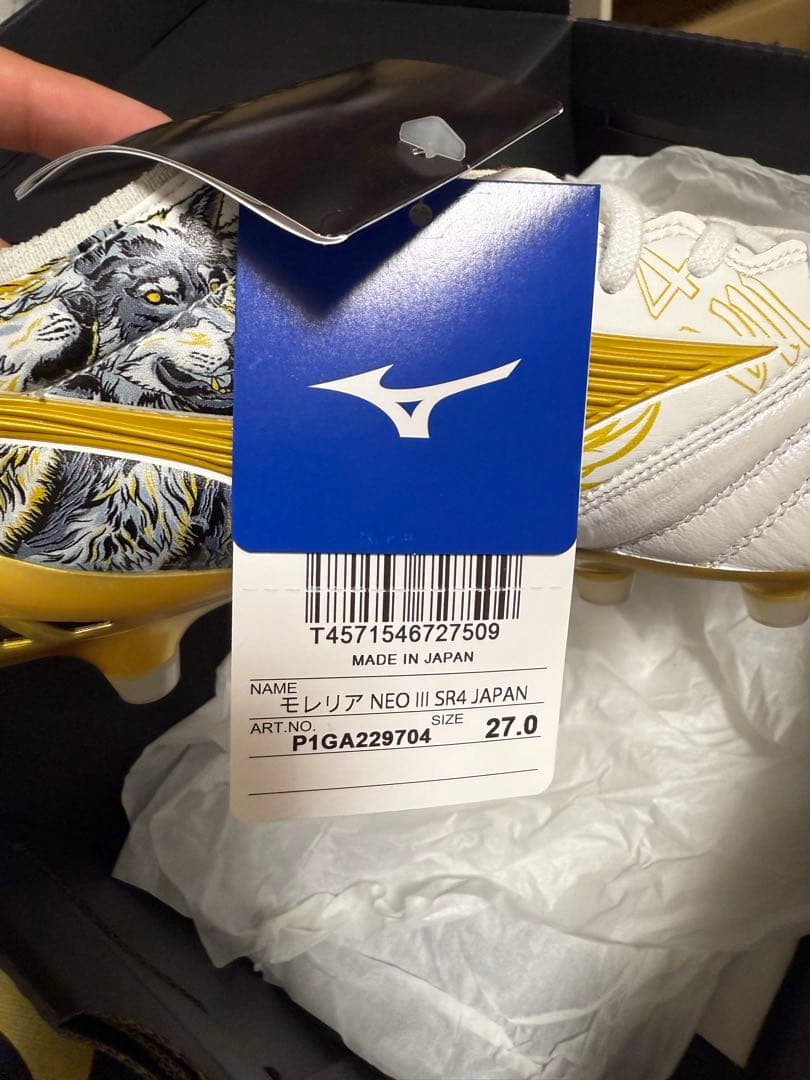 4
T4571546727509
MADE IN JAPAN
NAME モレリア NEO III SR4 JAPAN
ART.NO. P1GA229704 SIZE 27.0